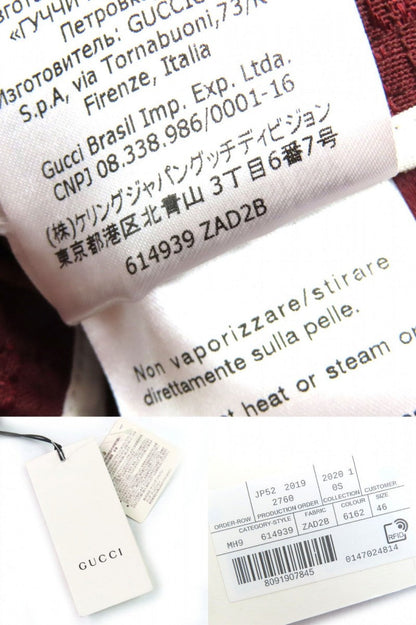 Петровка
«ГУЧЧИ
Изготовитель: GUCCIO
S.p.A, via Tornabuoni,73/
Firenze, Italia
Gucci Brasil Imp. Exp. Ltda.
CNPJ 08.338.986/0001-16
(株)ケリングジャパングッチディビジョン
東京都港区北青山 3丁目6番7号
614939 ZAD2B
Non vaporizzare/stirare
direttamente sulla pelle.
heat or steam
GUCCI
JP52 2019
2760
2020 1
0S
ORDER-ROW PRODUCTION ORDER COLLECTION CUSTOMER
CATEGORY-STYLE FABRIC COLOUR SIZE
MH9 614939 ZAD2B 6162 46
8091907845
0147024814
RFID